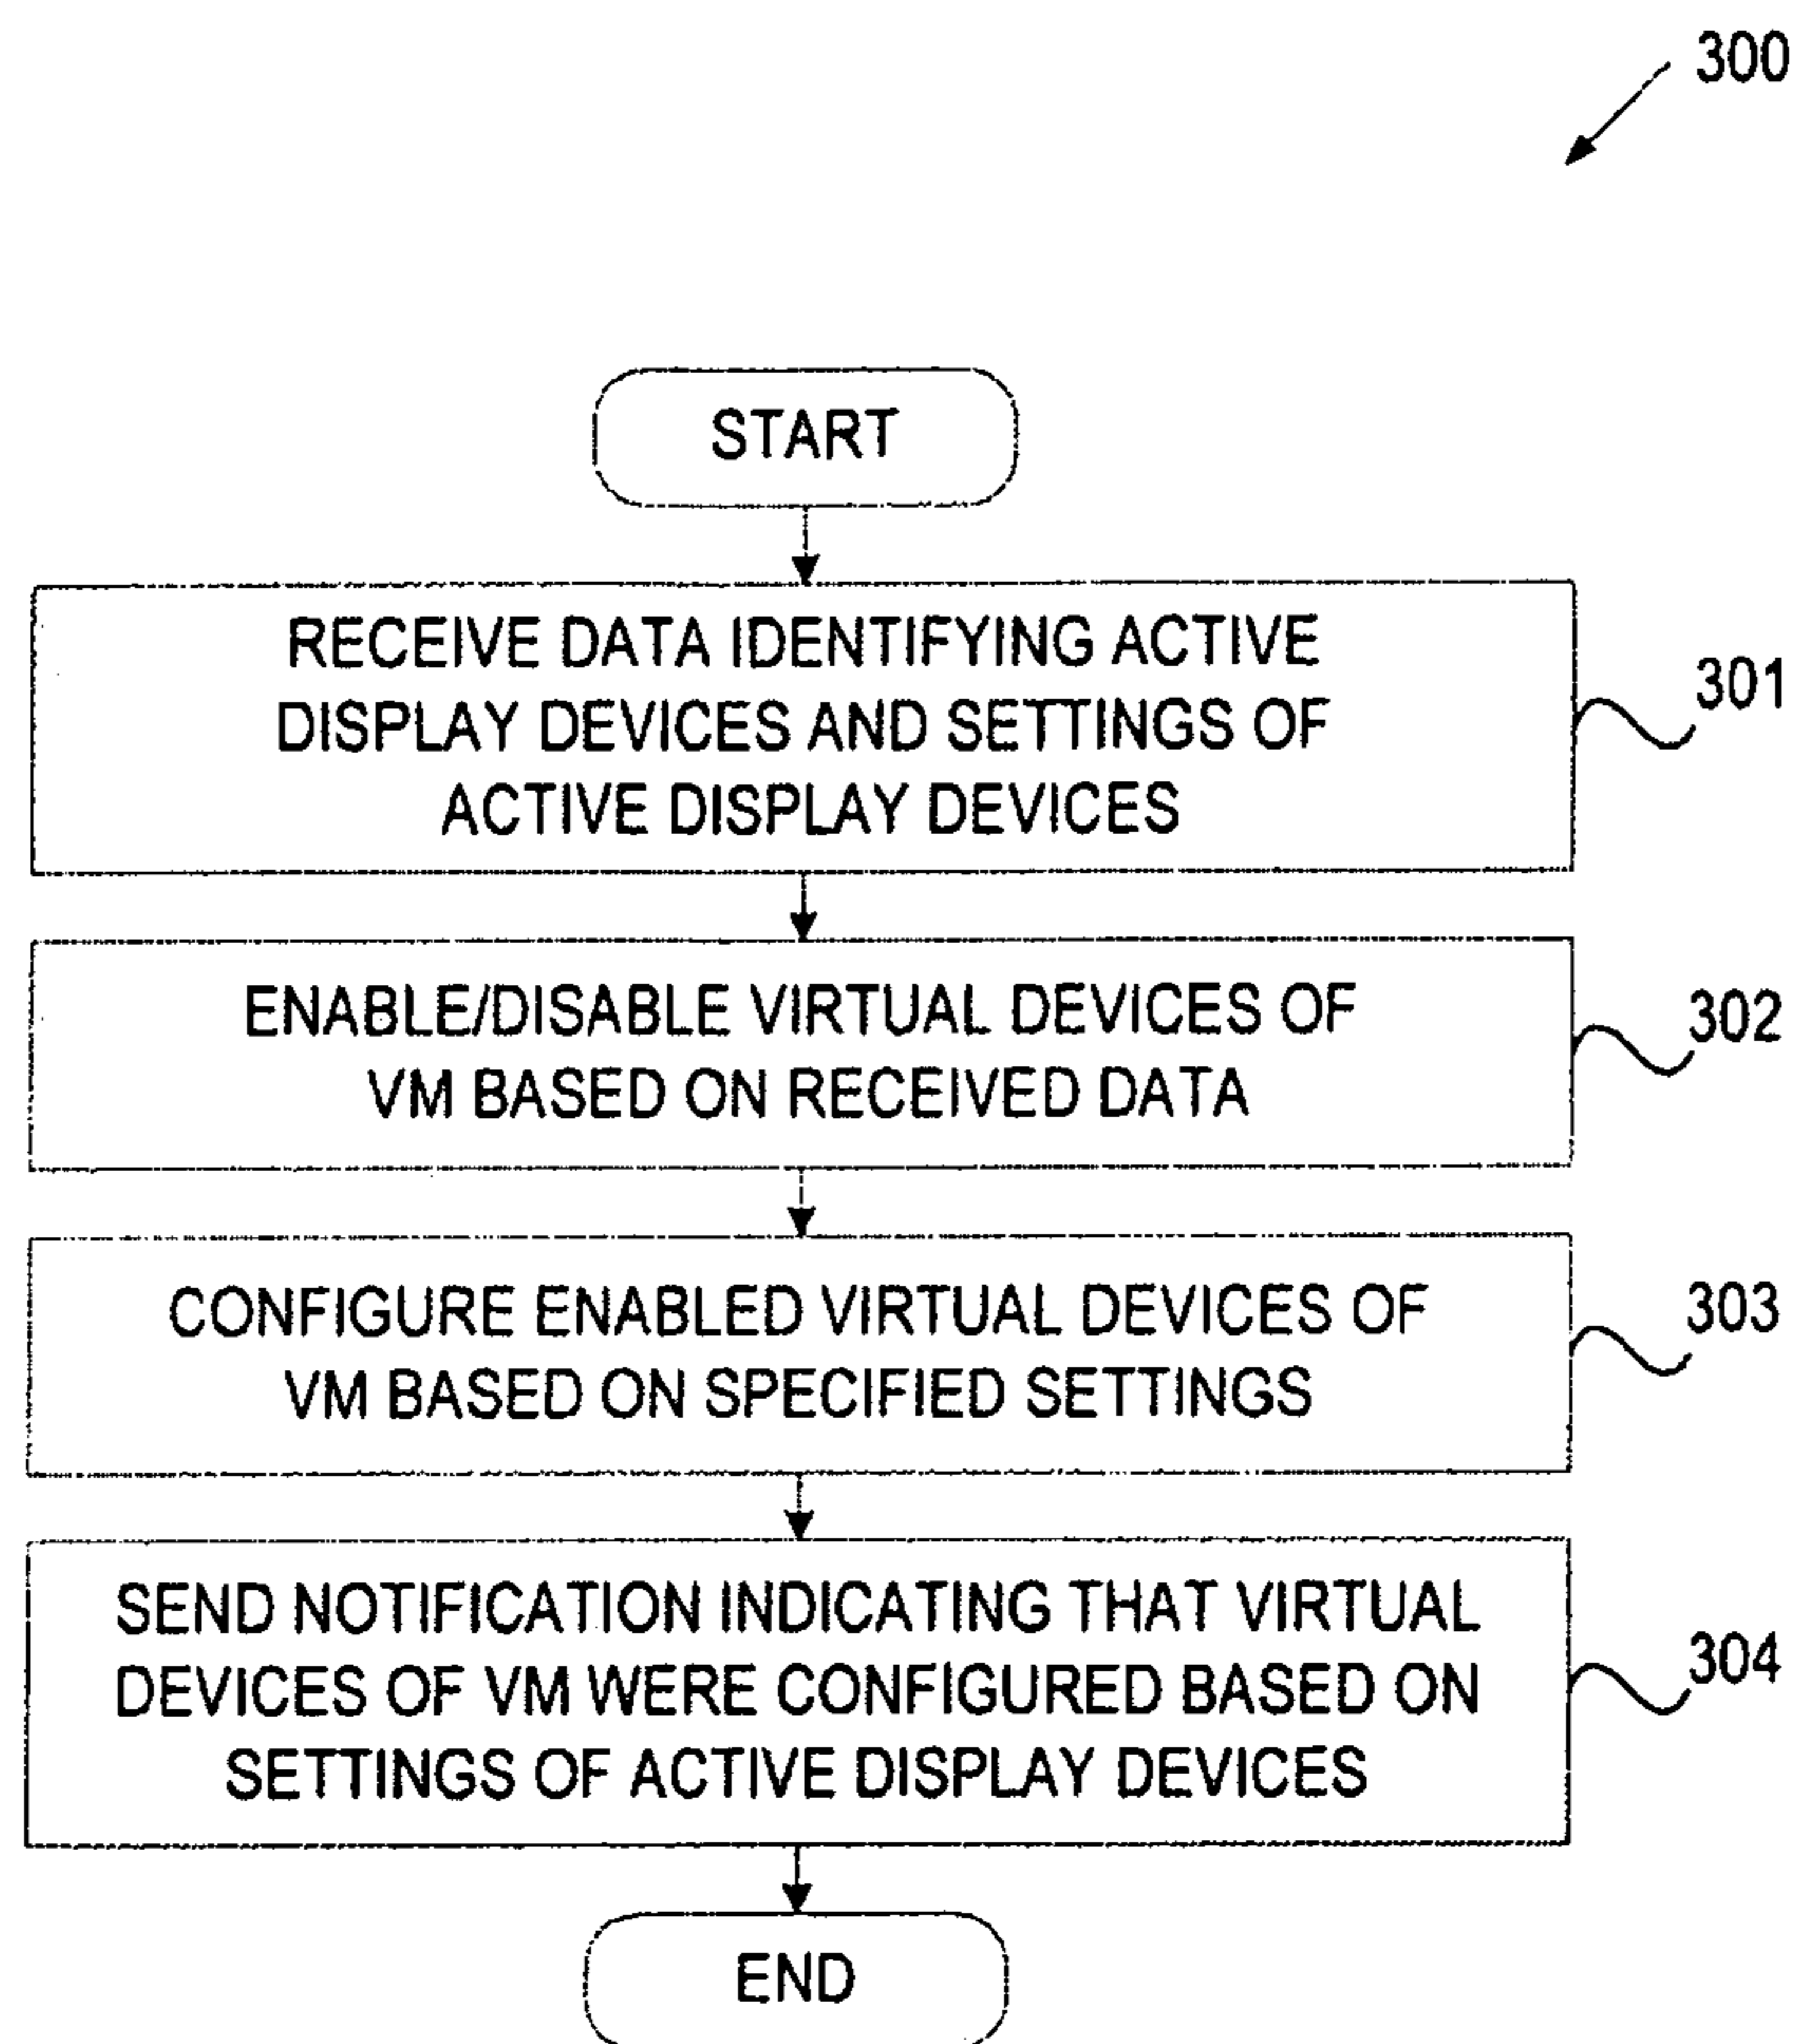 300
START
RECEIVE DATA IDENTIFYING ACTIVE
DISPLAY DEVICES AND SETTINGS OF
ACTIVE DISPLAY DEVICES
301
ENABLE/DISABLE VIRTUAL DEVICES OF
VM BASED ON RECEIVED DATA
302
CONFIGURE ENABLED VIRTUAL DEVICES OF
VM BASED ON SPECIFIED SETTINGS
303
SEND NOTIFICATION INDICATING THAT VIRTUAL
DEVICES OF VM WERE CONFIGURED BASED ON
SETTINGS OF ACTIVE DISPLAY DEVICES
304
END